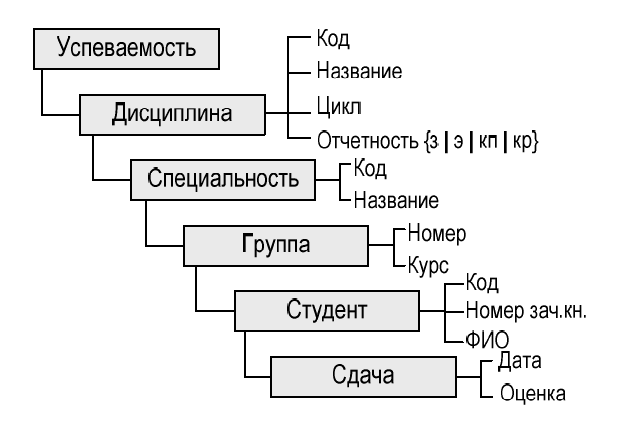 Успеваемость
Код
Название
Дисциплина
Цикл
Отчетность {з | э | кп | кр}
Специальность
Код
Название
Группа
Номер
Курс
Студент
Код
Номер зач.кн.
ФИО
Сдача
Дата
Оценка